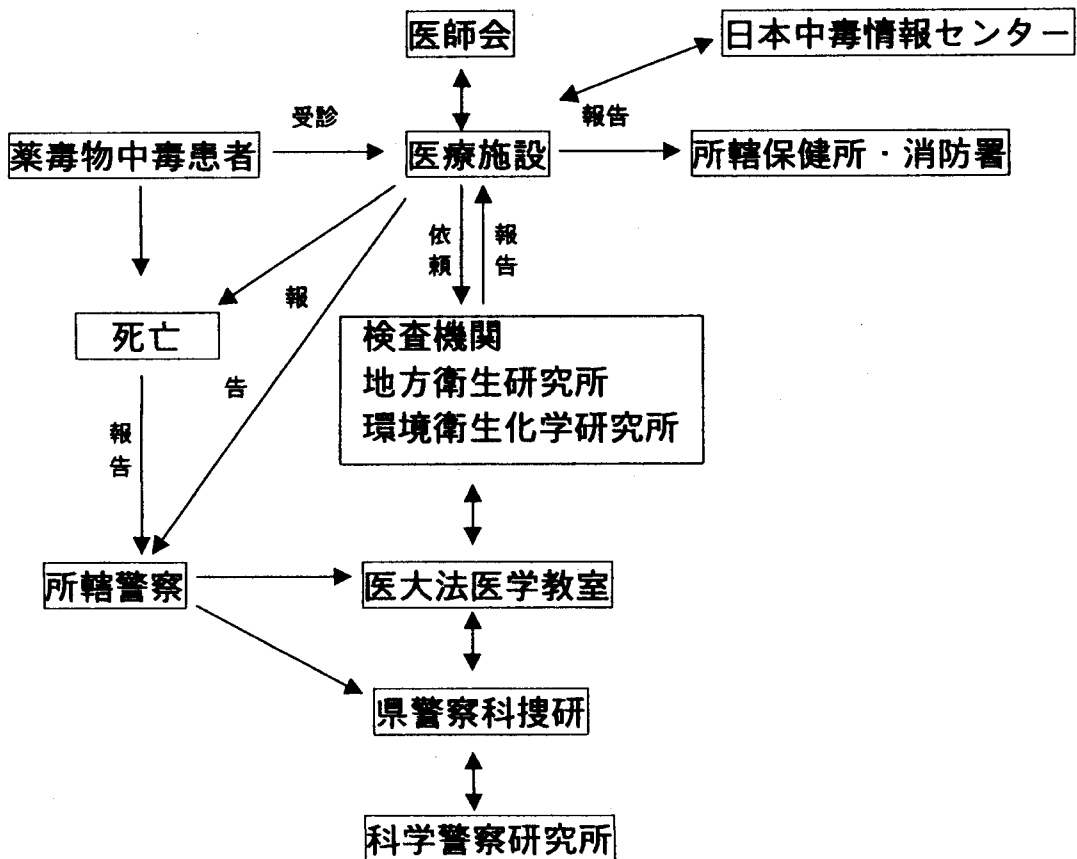 医師会
日本中毒情報センター
受診
報告
薬毒物中毒患者
医療施設
所轄保健所・消防署
依頼
報告
報告
死亡
検査機関
地方衛生研究所
環境衛生化学研究所
報告
所轄警察
医大法医学教室
県警察科捜研
科学警察研究所